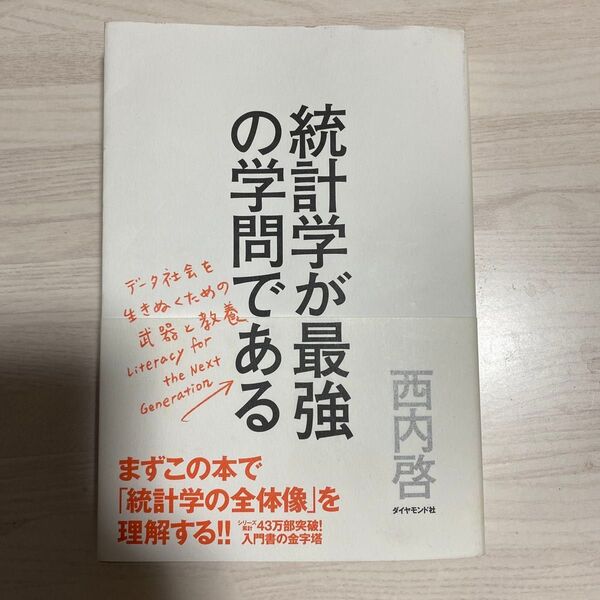 統計学が最強
の学問である
データ社会を
生きぬくための
武器と教養
Literacy for
the Next
Generation
西内啓
ダイヤモンド社
まずこの本で
「統計学の全体像」を
理解する!!
シリーズ
累計
43万部突破!
入門書の金字塔